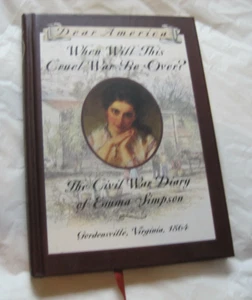 Dear America
When Will This
Cruel War Be Over?
The Civil War Diary
of Emma Simpson
Gordonsville, Virginia, 1864